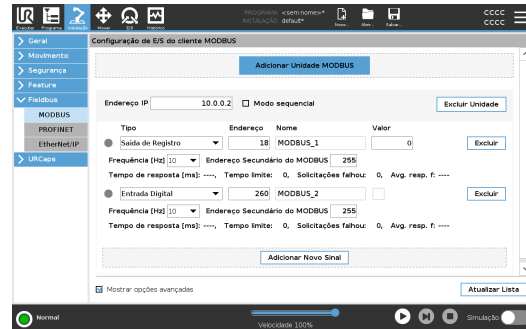 PROGRAMA <sem nome>*
INSTALAÇÃO default*
CCCC
CCCC
Executar Programa Instalação Mover E/S Histórico Novo... Abrir... Salvar...
Geral
Movimento
Segurança
Feature
Fieldbus
MODBUS
PROFINET
EtherNet/IP
URCaps
Configuração de E/S do cliente MODBUS
Adicionar Unidade MODBUS
Endereço IP 10.0.0.2 Modo sequencial Excluir Unidade
Tipo Endereço Nome Valor
Saída de Registro 18 MODBUS_1 0 Excluir
Frequência [Hz] 10 Endereço Secundário do MODBUS 255
Tempo de resposta [ms]: ----, Tempo limite: 0, Solicitações falhou: 0, Avg. resp. f: ----
Entrada Digital 260 MODBUS_2 Excluir
Frequência [Hz] 10 Endereço Secundário do MODBUS 255
Tempo de resposta [ms]: ----, Tempo limite: 0, Solicitações falhou: 0, Avg. resp. f: ----
Adicionar Novo Sinal
Mostrar opções avançadas Atualizar Lista
Normal Velocidade 100% Simulação